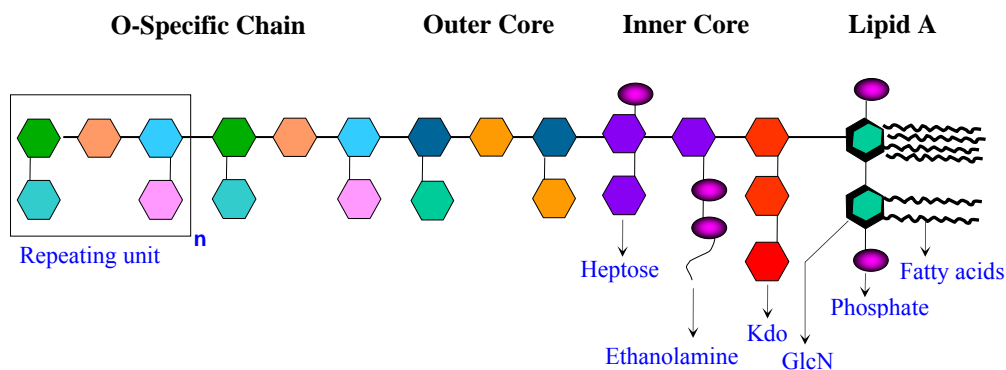 O-Specific Chain
Outer Core
Inner Core
Lipid A
n
Repeating unit
Heptose
Fatty acids
Phosphate
Kdo
Ethanolamine
GlcN